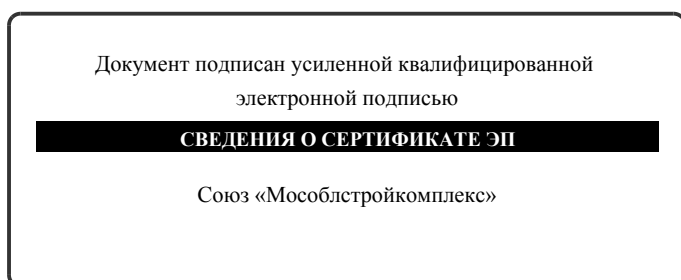 Документ подписан усиленной квалифицированной
электронной подписью
СВЕДЕНИЯ О СЕРТИФИКАТЕ ЭП
Союз «Мособлстройкомплекс»